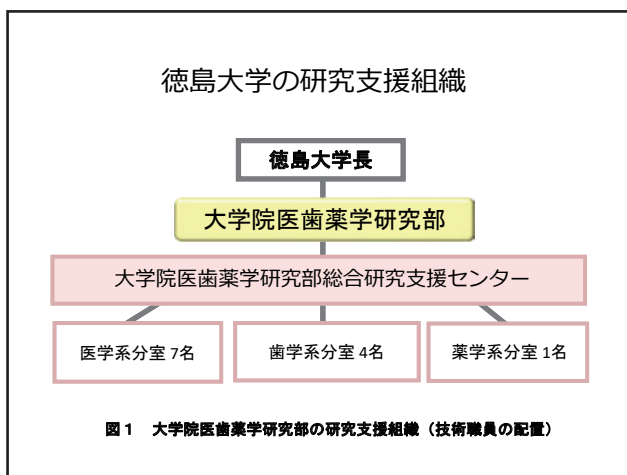 徳島大学の研究支援組織
徳島大学長
大学院医歯薬学研究部
大学院医歯薬学研究部総合研究支援センター
医学系分室 7名
歯学系分室 4名
薬学系分室 1名
図1 大学院医歯薬学研究部の研究支援組織（技術職員の配置）